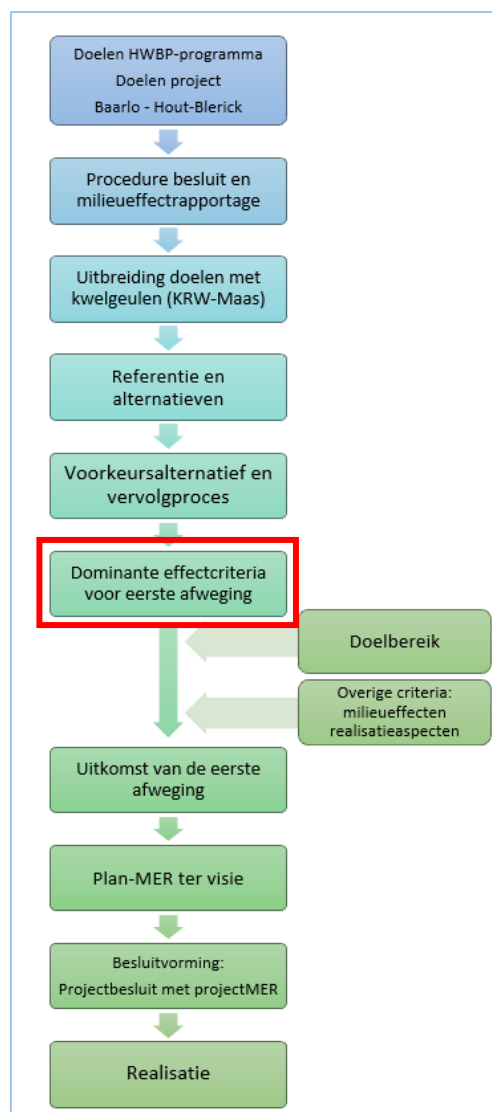 Doelen HWBP-programma
Doelen project
Baarlo - Hout-Blerick
Procedure besluit en
milieueffectrapportage
Uitbreiding doelen met
kwelgeulen (KRW-Maas)
Referentie en
alternatieven
Voorkeursalternatief en
vervolgproces
Dominante effectcriteria
voor eerste afweging
Doelbereik
Overige criteria:
milieueffecten
realisatieaspecten
Uitkomst van de eerste
afweging
Plan-MER ter visie
Besluitvorming:
Projectbesluit met projectMER
Realisatie